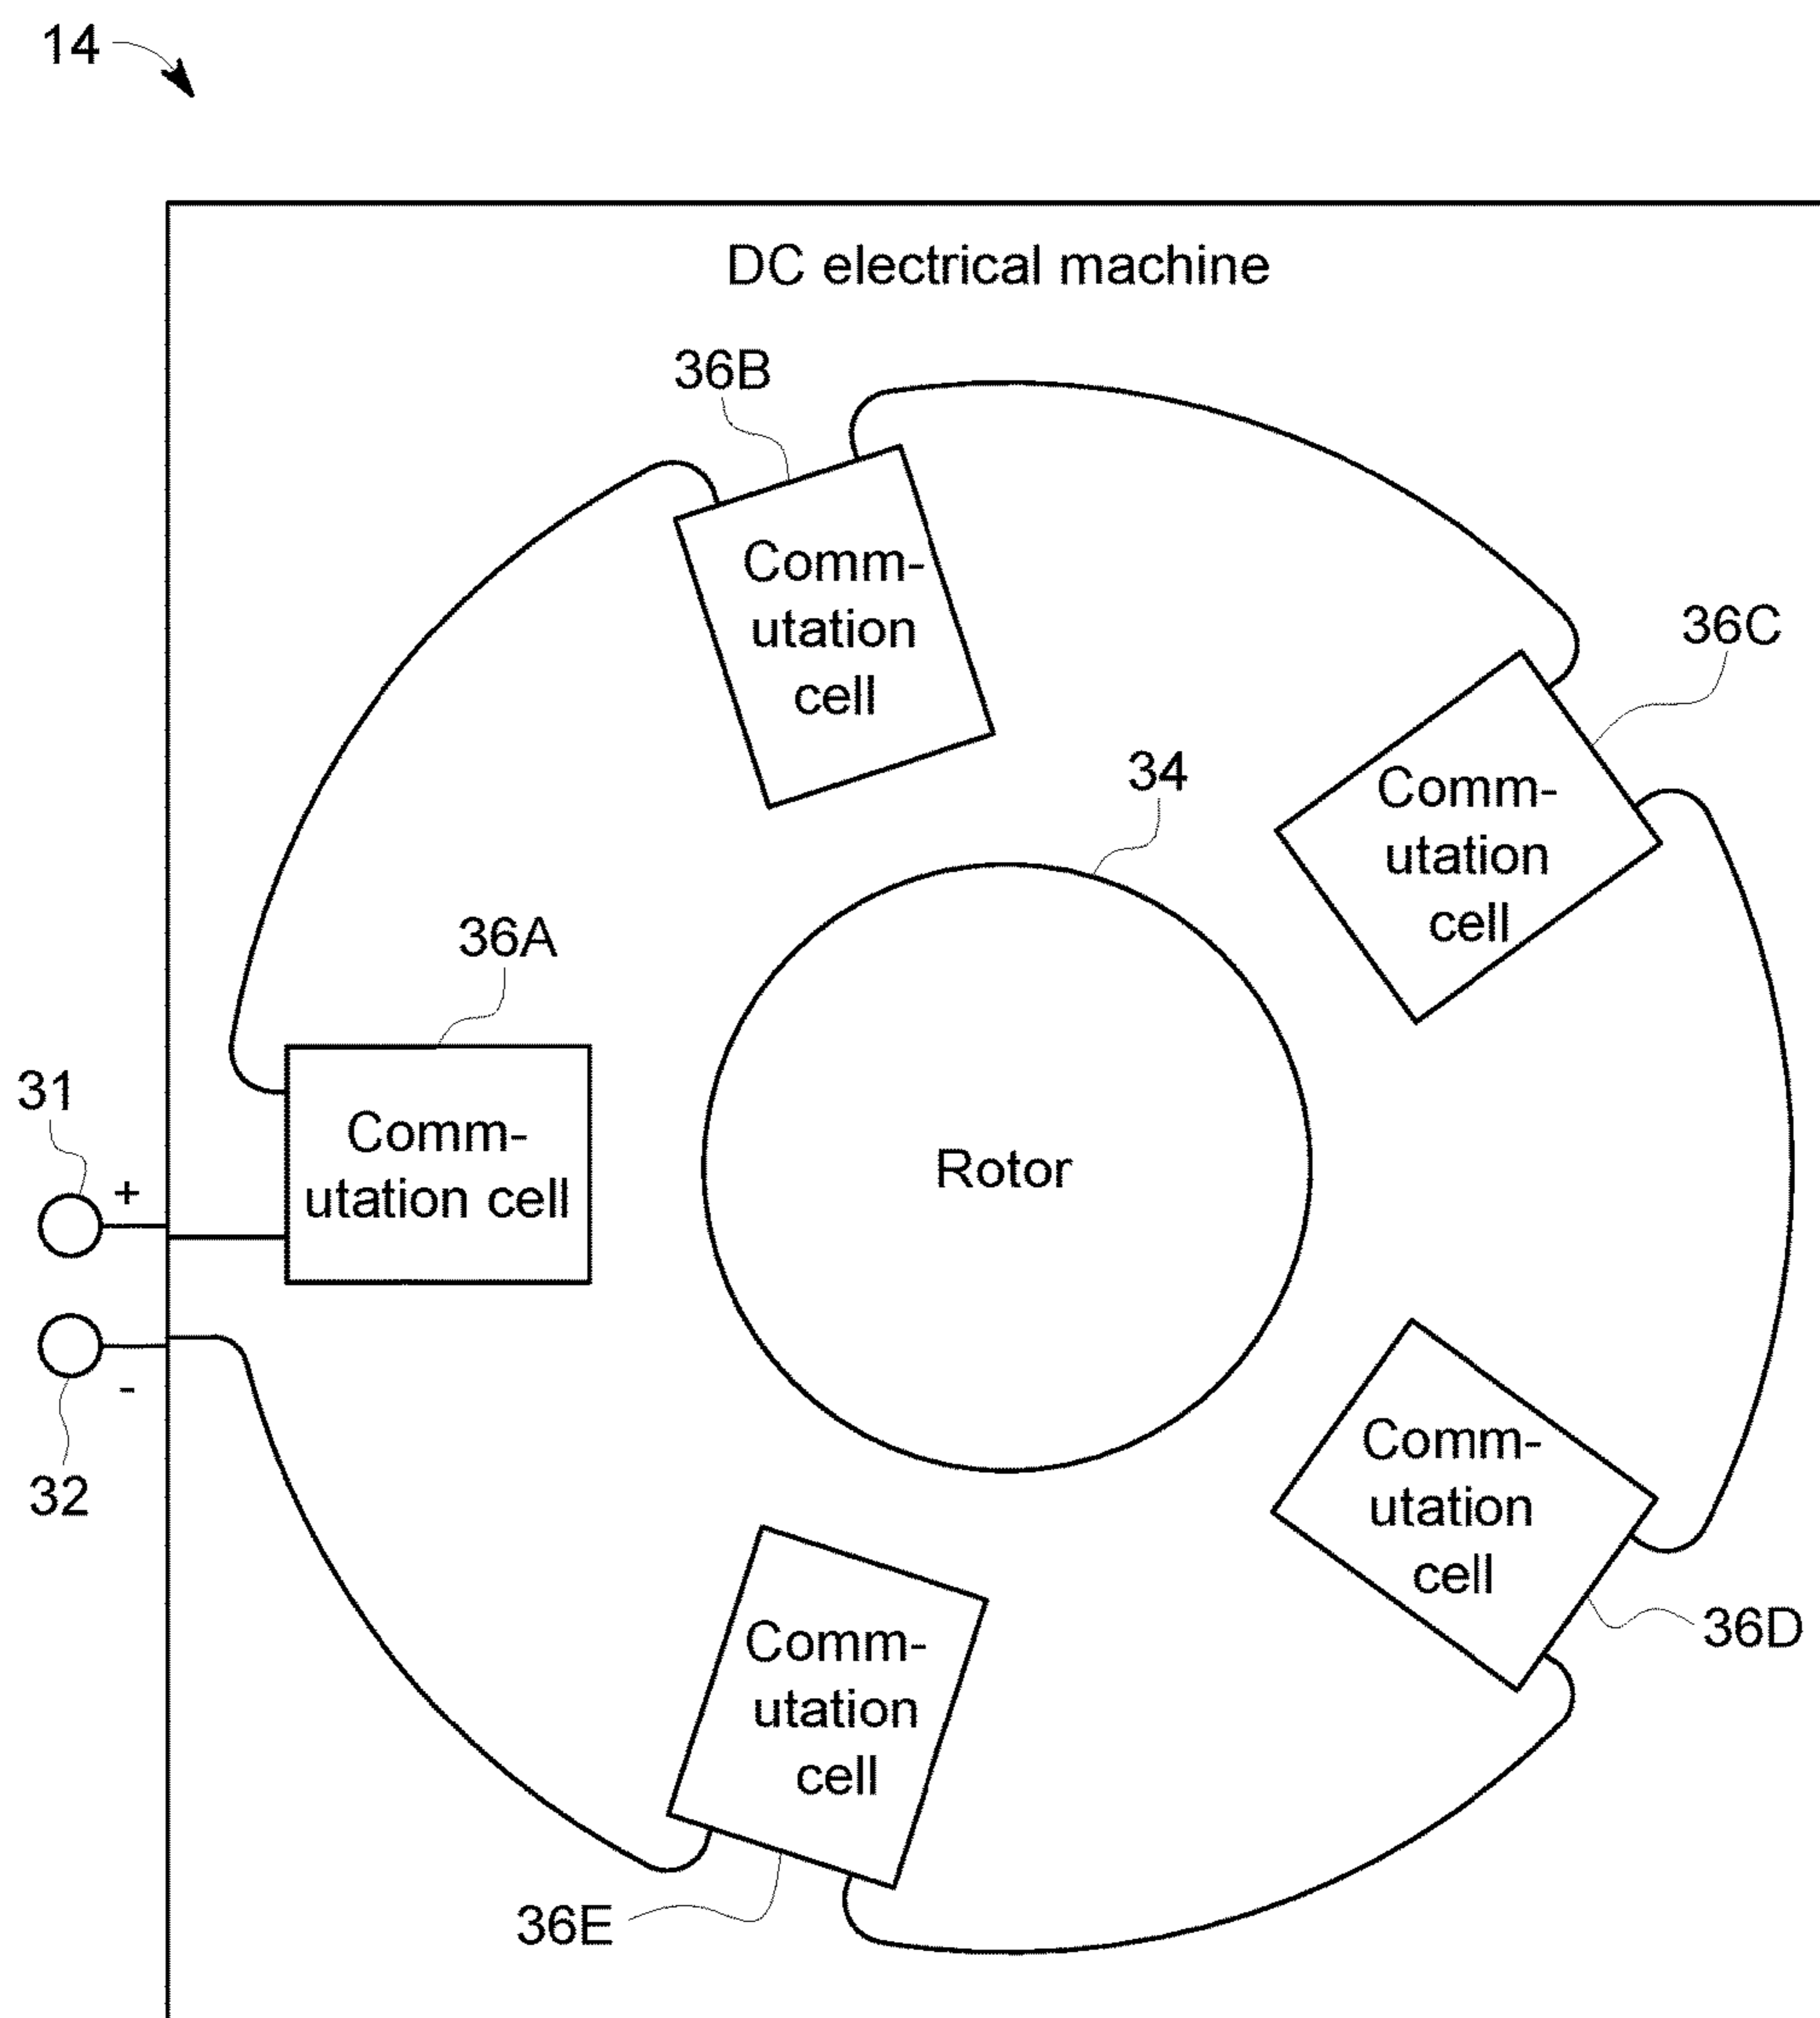 14
DC electrical machine
36B
Comm-
utation
cell
36C
Comm-
utation
cell
34
36A
Comm-
utation cell
31
+
Rotor
-
32
Comm-
utation
cell
36D
Comm-
utation
cell
36E